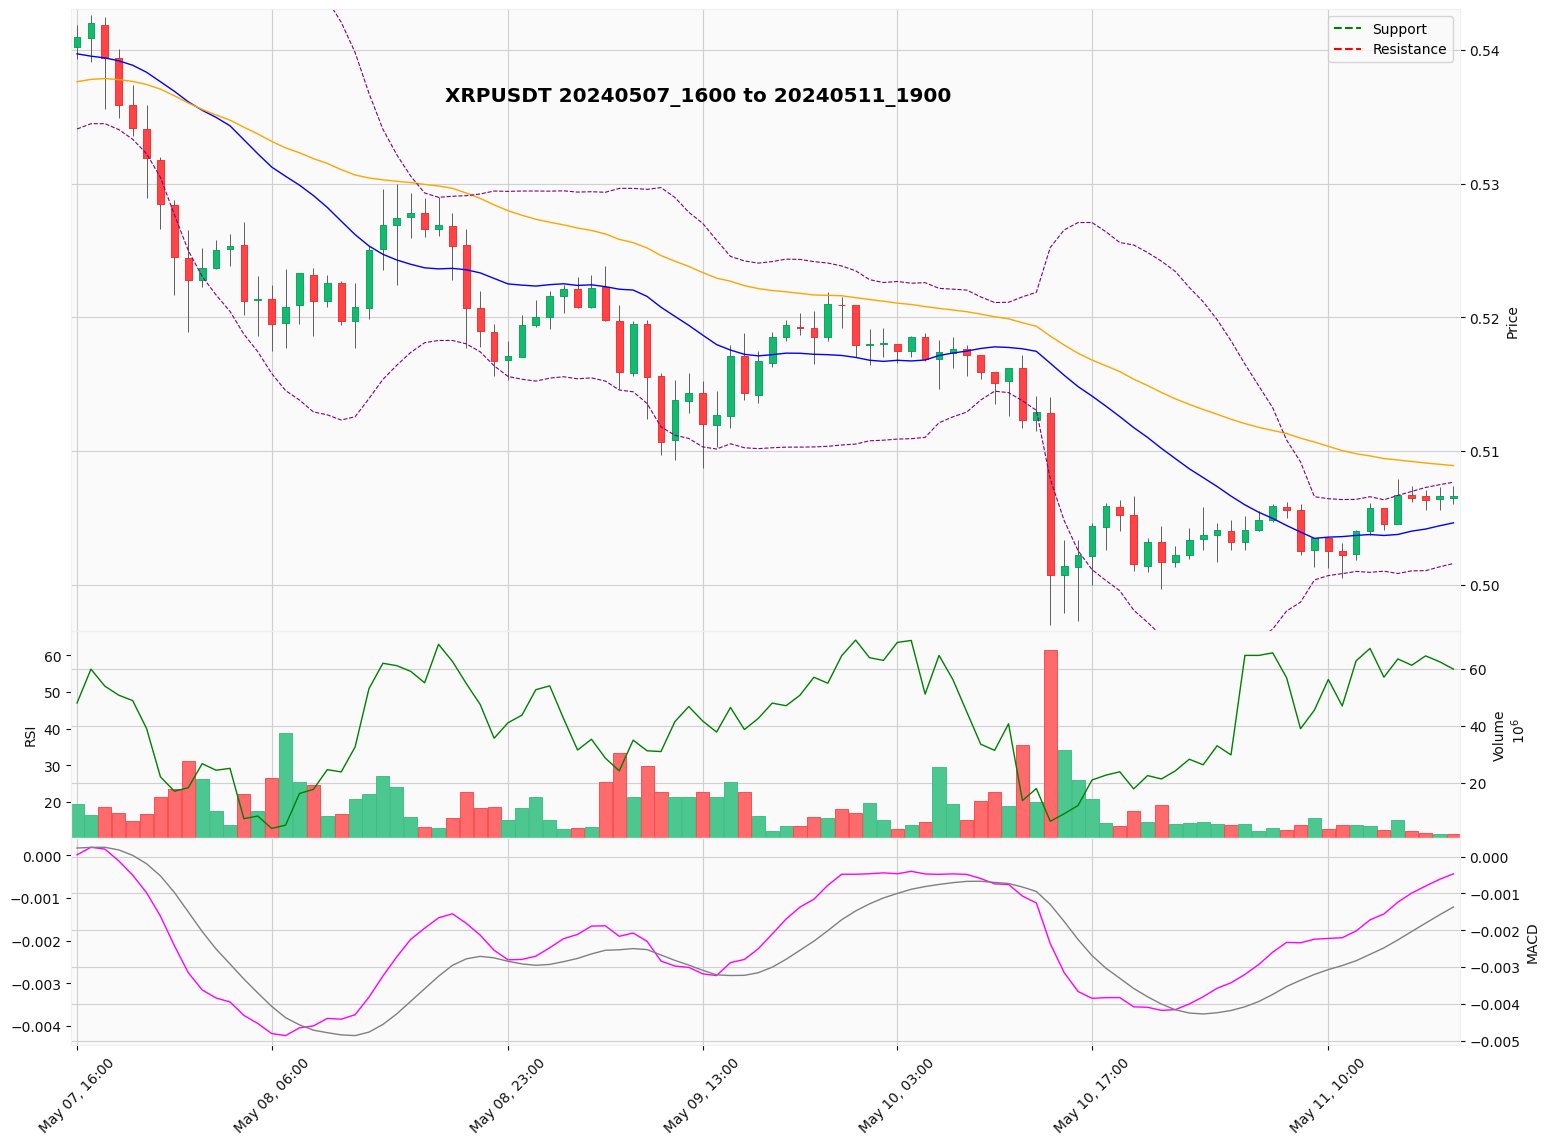 XRPUSDT 20240507_1600 to 20240511_1900
Support
Resistance
0.54
0.53
0.52
0.51
0.50
Price
60
50
40
30
20
RSI
60
40
20
Volume
10^6
0.000
−0.001
−0.002
−0.003
−0.004
0.000
−0.001
−0.002
−0.003
−0.004
−0.005
MACD
May 07, 16:00
May 08, 06:00
May 08, 23:00
May 09, 13:00
May 10, 03:00
May 10, 17:00
May 11, 10:00